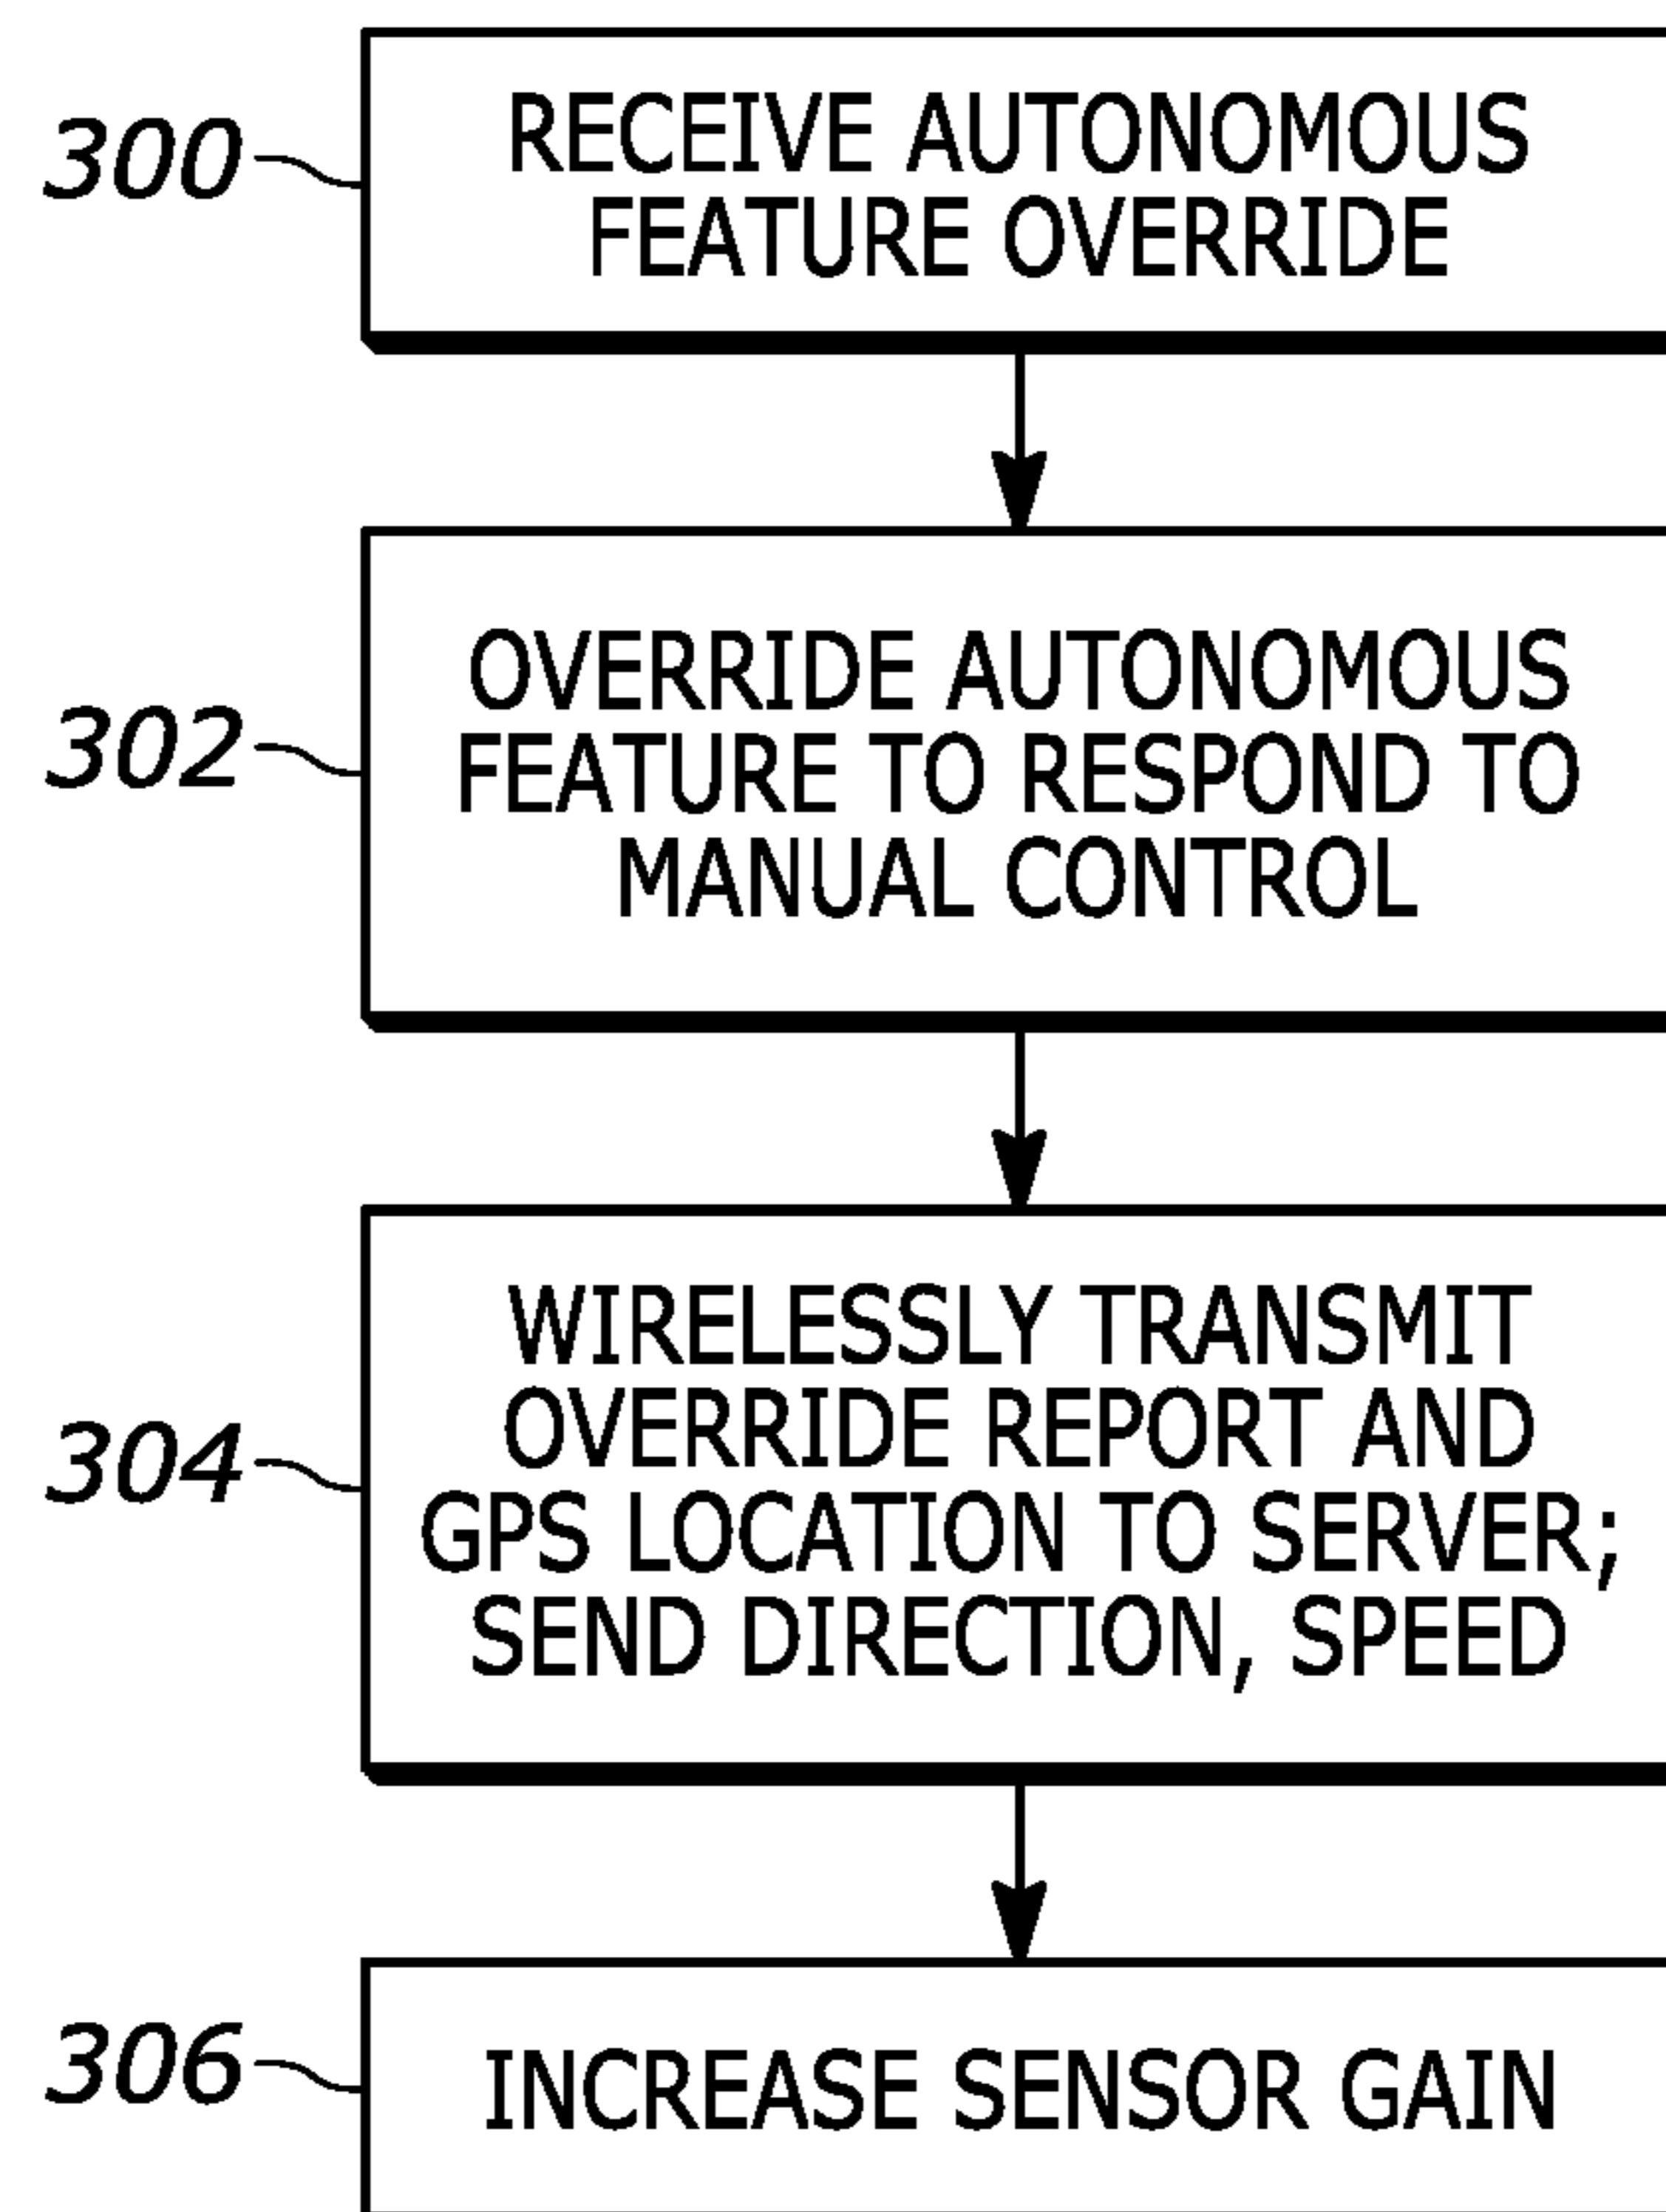 300
RECEIVE AUTONOMOUS
FEATURE OVERRIDE
302
OVERRIDE AUTONOMOUS
FEATURE TO RESPOND TO
MANUAL CONTROL
304
WIRELESSLY TRANSMIT
OVERRIDE REPORT AND
GPS LOCATION TO SERVER;
SEND DIRECTION, SPEED
306
INCREASE SENSOR GAIN